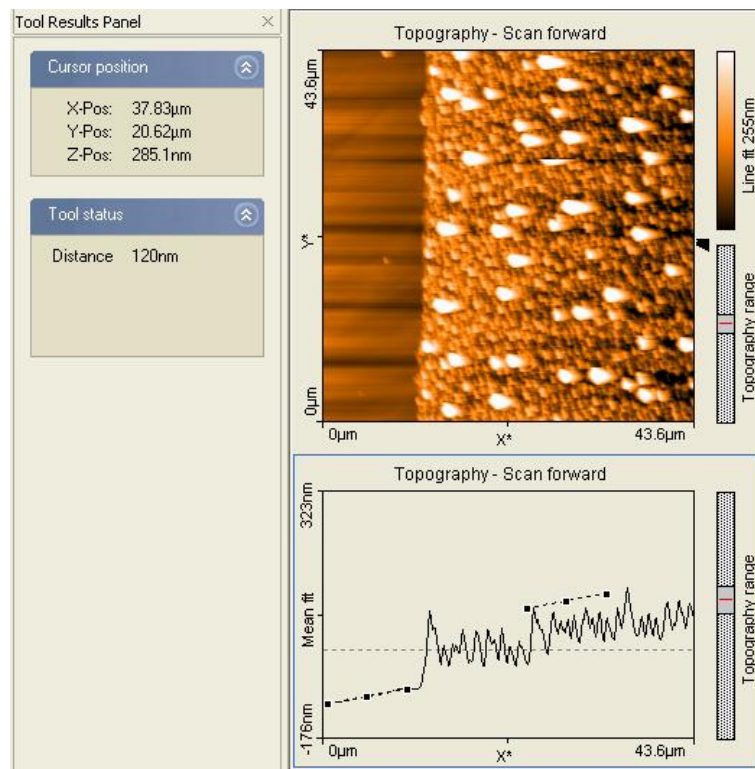 Tool Results Panel
Cursor position
X-Pos: 37.83µm
Y-Pos: 20.62µm
Z-Pos: 285.1nm
Tool status
Distance 120nm
Topography - Scan forward
43.6µm
Y*
0µm
0µm X* 43.6µm
Line fit 255nm
Topography range
Topography - Scan forward
323nm
Mean fit
-176nm
0µm X* 43.6µm
Topography range